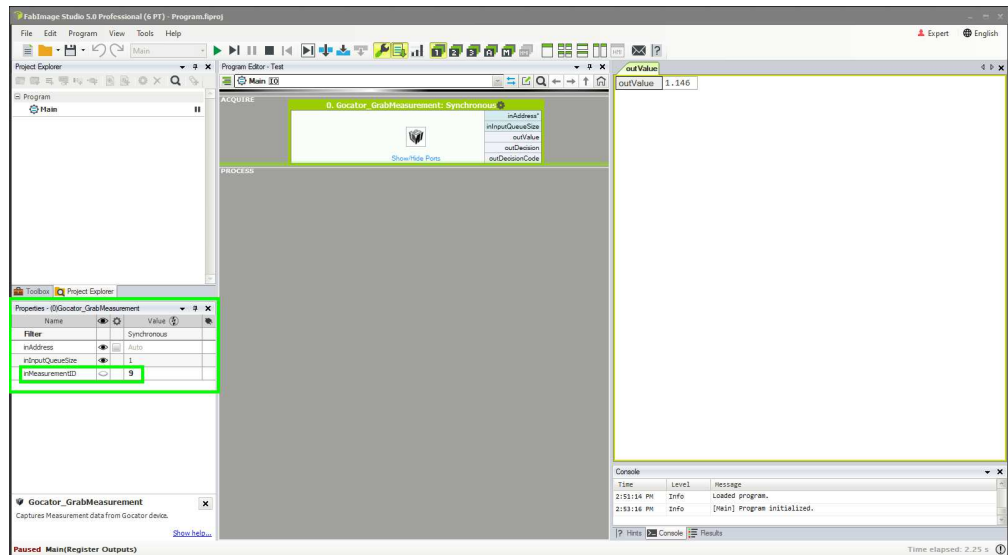 FabImage Studio 5.0 Professional (6 PT) - Program.fiproj
File Edit Program View Tools Help
Expert English
Main
Project Explorer
Program
Main
Toolbox Project Explorer
Properties - (0)Gocator_GrabMeasurement
Name Value
Filter Synchronous
inAddress Auto
inInputQueueSize 1
inMeasurementID 9
Gocator_GrabMeasurement
Captures Measurement data from Gocator device.
Show help...
Program Editor - Test
Main IO
ACQUIRE
0. Gocator_GrabMeasurement: Synchronous
inAddress*
inInputQueueSize
outValue
outDecision
outDecisionCode
Show/Hide Ports
PROCESS
outValue
outValue 1.146
Console
Time Level Message
2:51:14 PM Info Loaded program.
2:53:16 PM Info [Main] Program initialized.
Hints Console Results
Paused Main(Register Outputs)
Time elapsed: 2.25 s